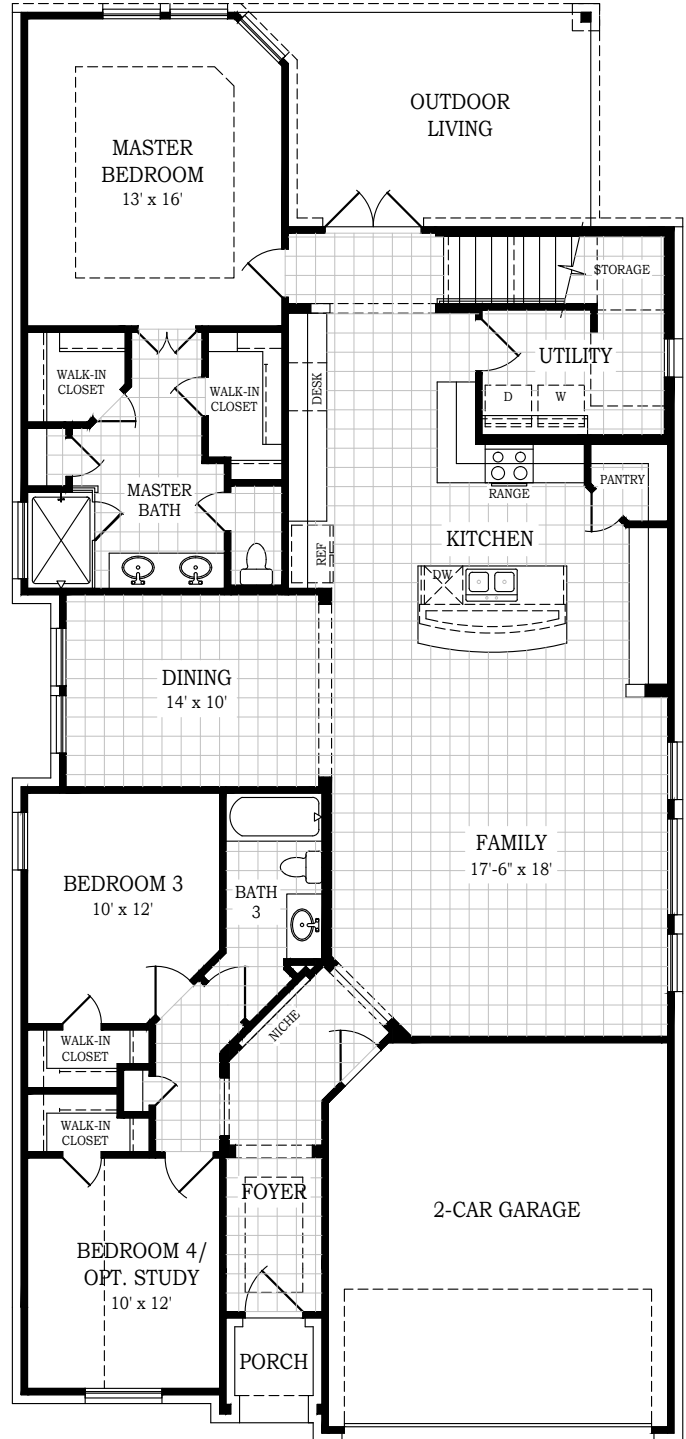 OUTDOOR
LIVING
MASTER
BEDROOM
13' x 16'
STORAGE
UTILITY
D
W
WALK-IN
CLOSET
WALK-IN
CLOSET
DESK
MASTER
BATH
RANGE
PANTRY
KITCHEN
REF
DW
DINING
14' x 10'
FAMILY
17'-6" x 18'
BEDROOM 3
10' x 12'
BATH
3
NICHE
WALK-IN
CLOSET
WALK-IN
CLOSET
FOYER
2-CAR GARAGE
BEDROOM 4/
OPT. STUDY
10' x 12'
PORCH